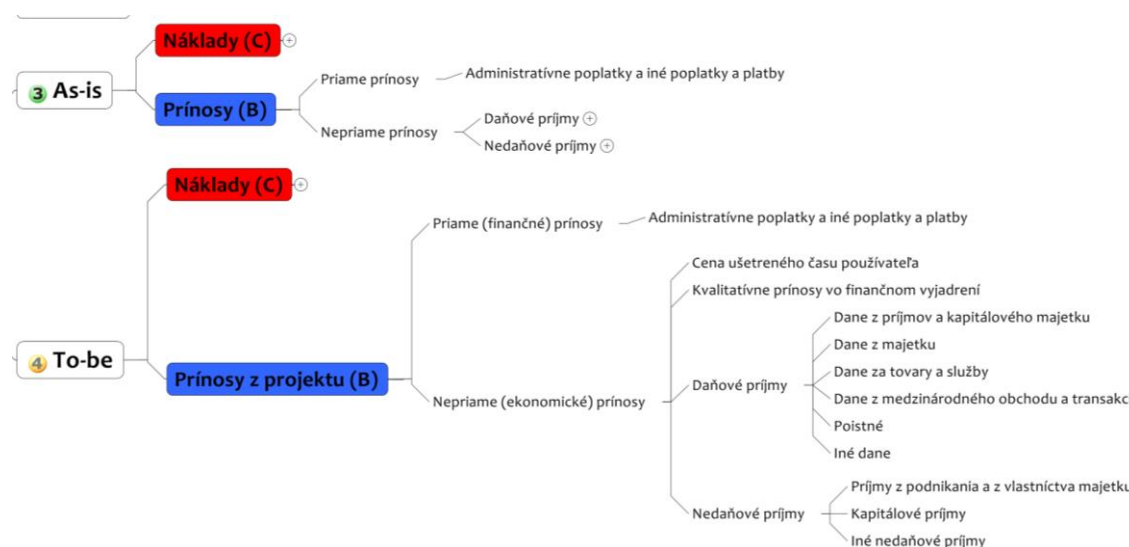 Náklady (C)
3 As-is
Prínosy (B)
Priame prínosy
Administratívne poplatky a iné poplatky a platby
Nepriame prínosy
Daňové príjmy
Nedaňové príjmy
4 To-be
Náklady (C)
Prínosy z projektu (B)
Priame (finančné) prínosy
Administratívne poplatky a iné poplatky a platby
Nepriame (ekonomické) prínosy
Cena ušetreného času používateľa
Kvalitatívne prínosy vo finančnom vyjadrení
Daňové príjmy
Dane z príjmov a kapitálového majetku
Dane z majetku
Dane za tovary a služby
Dane z medzinárodného obchodu a transakc
Poistné
Iné dane
Nedaňové príjmy
Príjmy z podnikania a z vlastníctva majetku
Kapitálové príjmy
Iné nedaňové príjmy